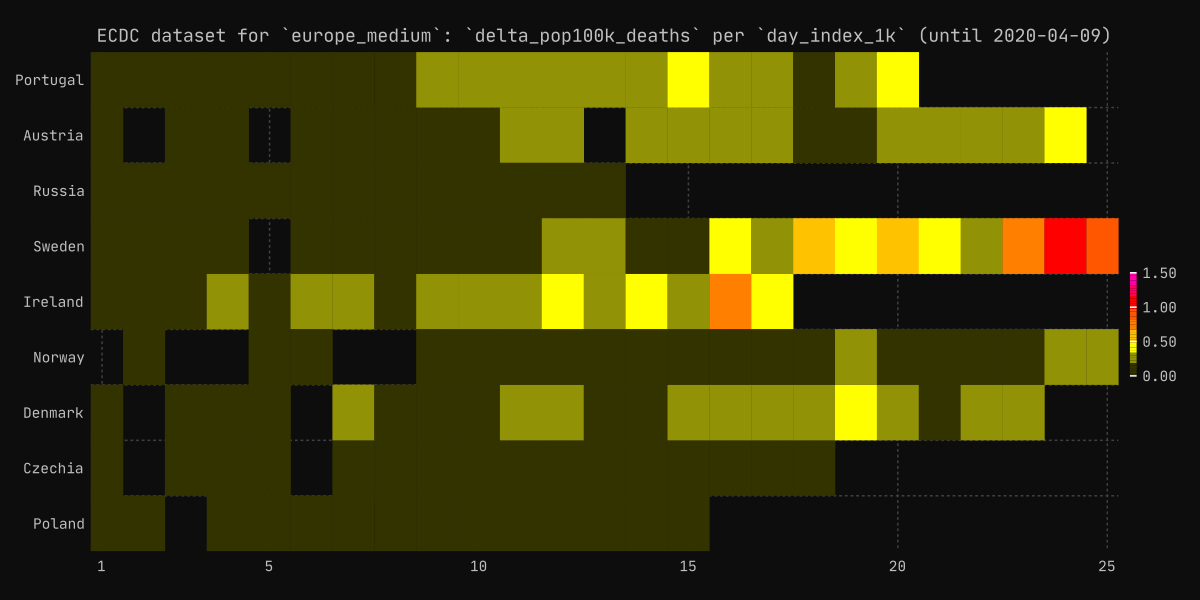 ECDC dataset for `europe_medium`: `delta_pop100k_deaths` per `day_index_1k` (until 2020-04-09)
Portugal
Austria
Russia
Sweden
Ireland
Norway
Denmark
Czechia
Poland
1.50
1.00
0.50
0.00
1 5 10 15 20 25